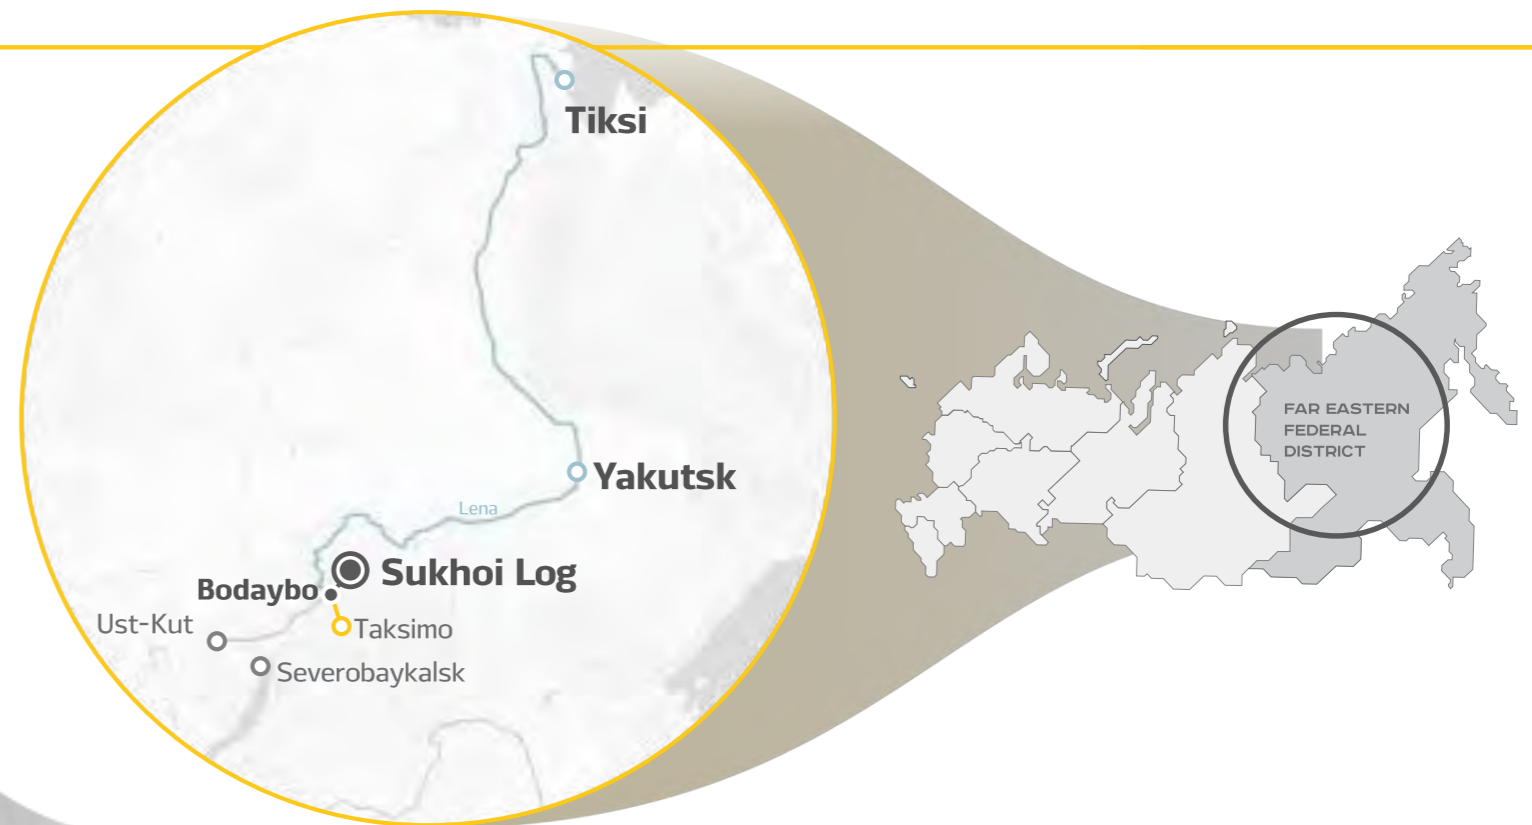 Tiksi
FAR EASTERN
FEDERAL
DISTRICT
Yakutsk
Lena
Sukhoi Log
Bodaybo
Ust-Kut
Taksimo
Severobaykalsk